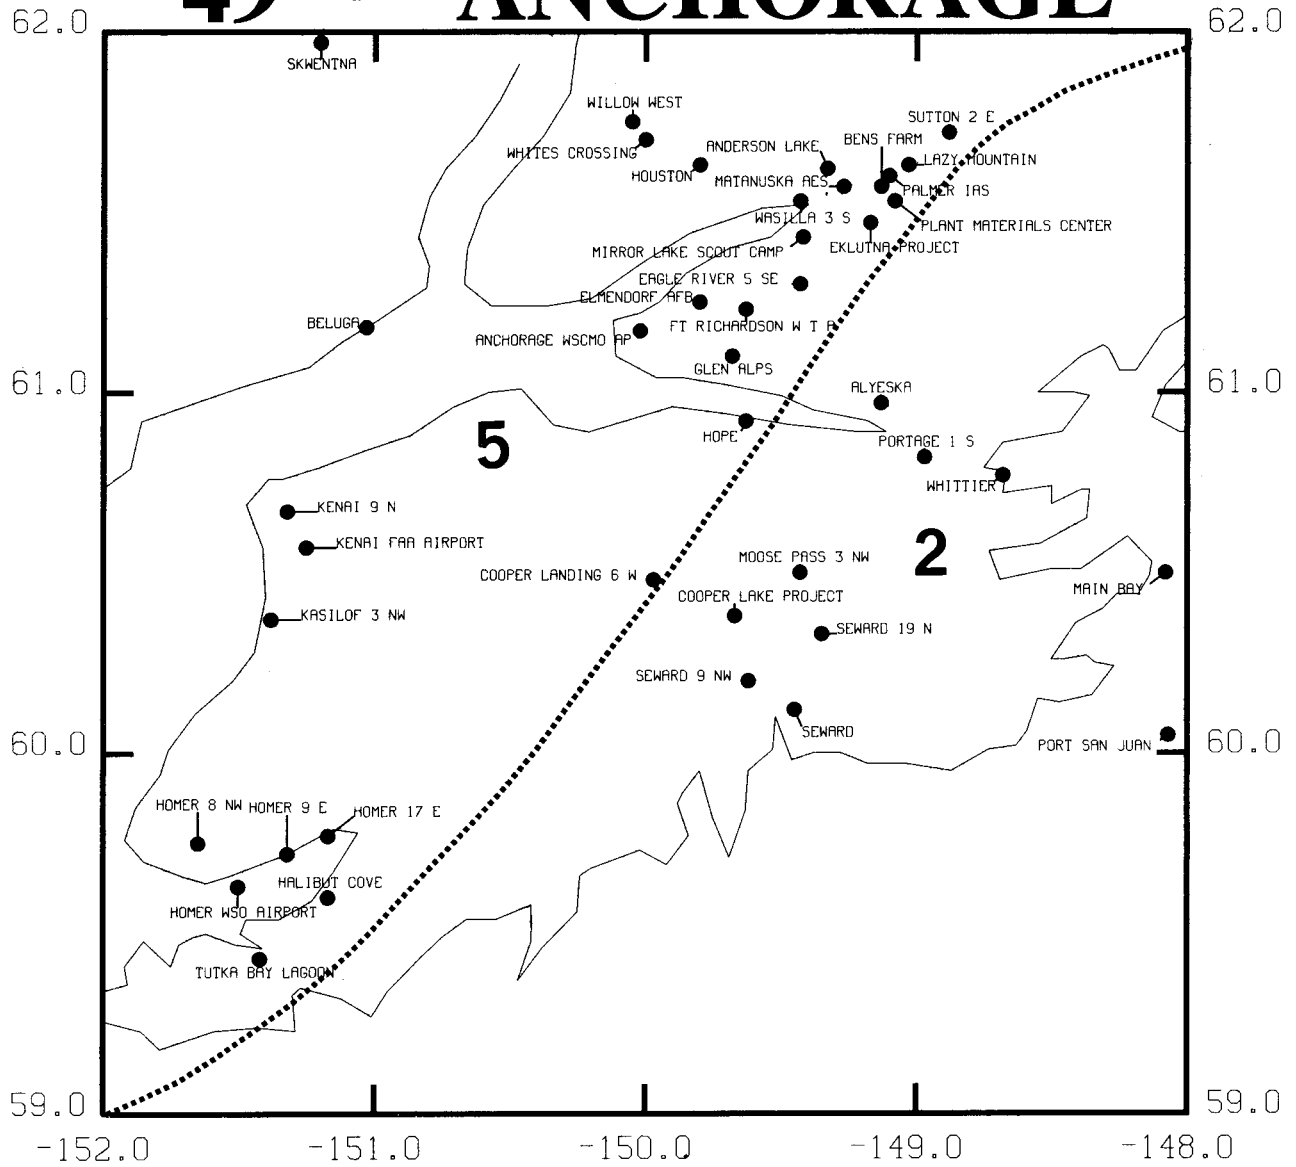 49 ANCHORAGE
62.0 62.0
SKWENTNA
WILLOW WEST
SUTTON 2 E
BENS FARM
ANDERSON LAKE
WHITES CROSSING
LAZY MOUNTAIN
HOUSTON
MATANUSKA AES
PALMER IAS
WASILLA 3 S
PLANT MATERIALS CENTER
MIRROR LAKE SCOUT CAMP
EKLUTNA PROJECT
EAGLE RIVER 5 SE
ELMENDORF AFB
BELUGA
FT RICHARDSON W T P
ANCHORAGE WSCMO AP
GLEN ALPS
61.0 61.0
ALYESKA
5
HOPE
PORTAGE 1 S
WHITTIER
KENAI 9 N
KENAI FAA AIRPORT
2
MOOSE PASS 3 NW
COOPER LANDING 6 W
MAIN BAY
COOPER LAKE PROJECT
KASILOF 3 NW
SEWARD 19 N
SEWARD 9 NW
SEWARD
60.0 60.0
PORT SAN JUAN
HOMER 8 NW
HOMER 9 E
HOMER 17 E
HALIBUT COVE
HOMER WSO AIRPORT
TUTKA BAY LAGOON
59.0 59.0
-152.0 -151.0 -150.0 -149.0 -148.0